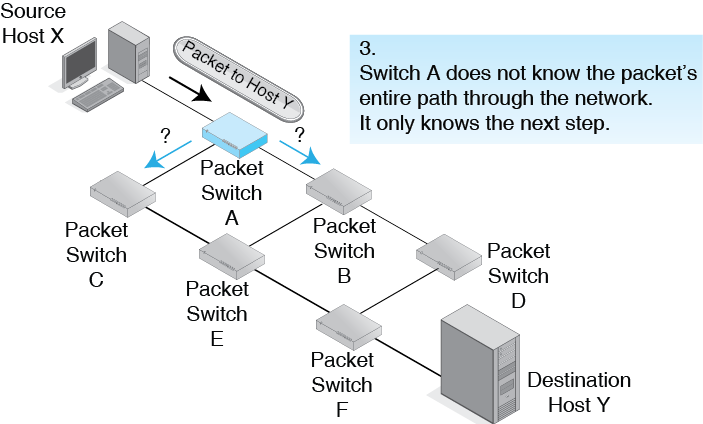 Source
Host X
Packet to Host Y
3.
Switch A does not know the packet's
entire path through the network.
It only knows the next step.
?
?
Packet
Switch
A
Packet
Switch
C
Packet
Switch
B
Packet
Switch
D
Packet
Switch
E
Packet
Switch
F
Destination
Host Y